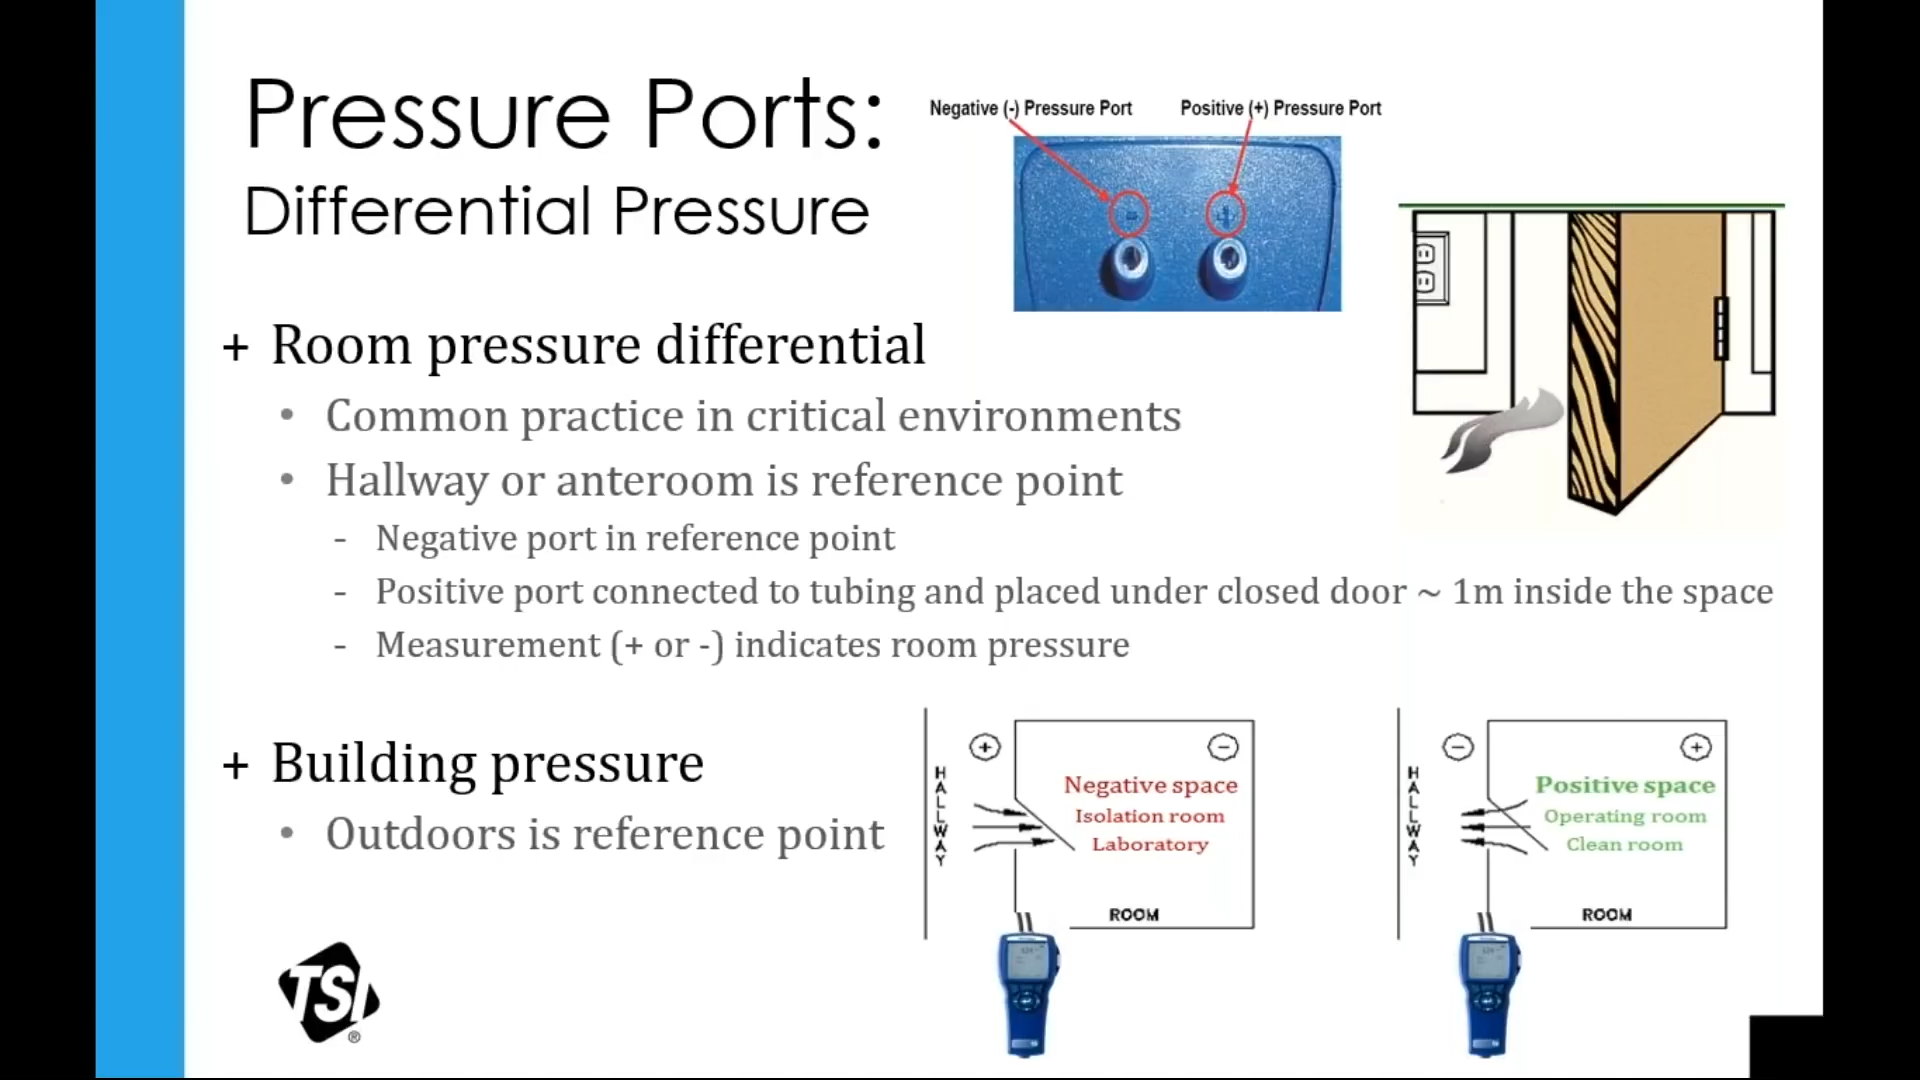 Pressure Ports:
Differential Pressure
Negative (-) Pressure Port
Positive (+) Pressure Port
- +
+ Room pressure differential
• Common practice in critical environments
• Hallway or anteroom is reference point
- Negative port in reference point
- Positive port connected to tubing and placed under closed door ~ 1m inside the space
- Measurement (+ or -) indicates room pressure
+ Building pressure
• Outdoors is reference point
+ -
HALLWAY
Negative space
Isolation room
Laboratory
ROOM
- +
HALLWAY
Positive space
Operating room
Clean room
ROOM
TSI®